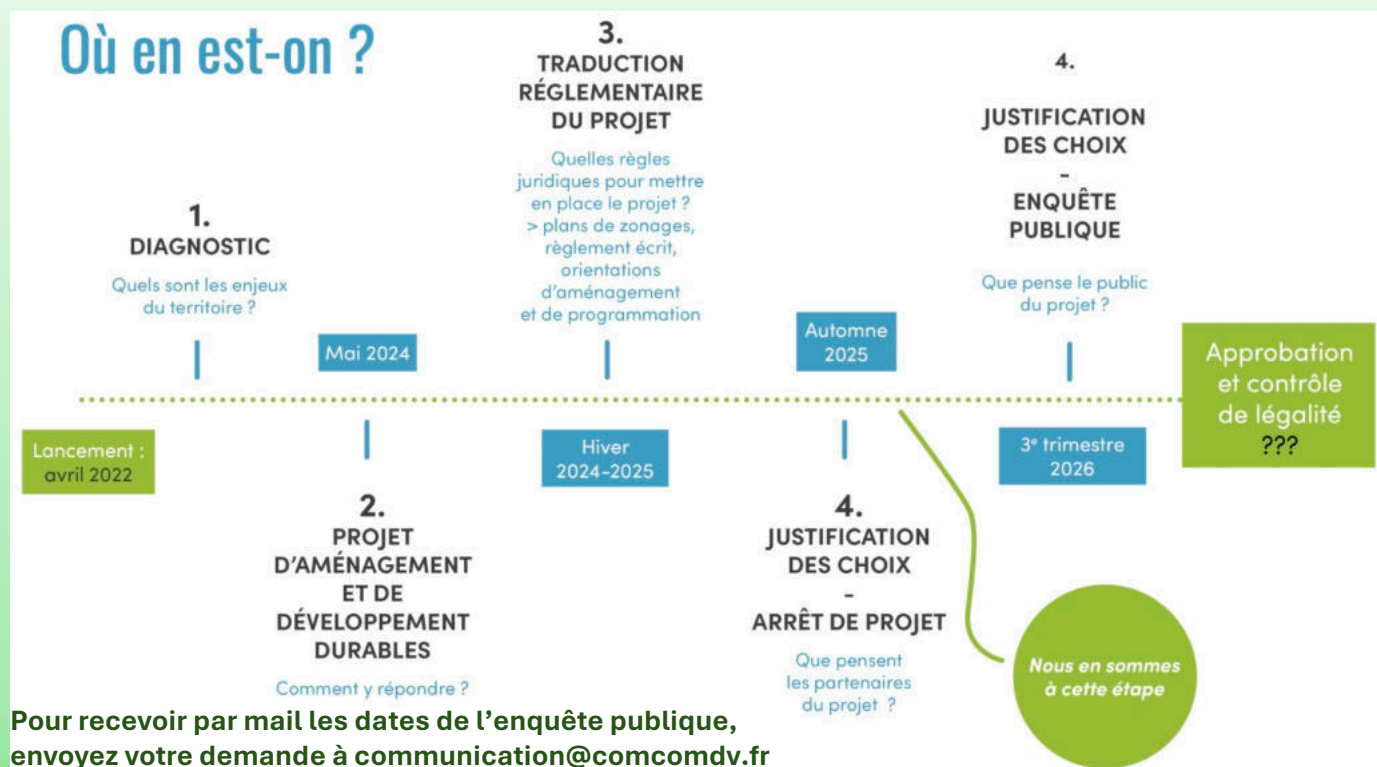 Où en est-on ?
1.
DIAGNOSTIC
Quels sont les enjeux
du territoire ?
3.
TRADUCTION
RÉGLEMENTAIRE
DU PROJET
Quelles règles
juridiques pour mettre
en place le projet ?
> plans de zonages,
règlement écrit,
orientations
d'aménagement
et de programmation
4.
JUSTIFICATION
DES CHOIX
-
ENQUÊTE
PUBLIQUE
Que pense le public
du projet ?
Mai 2024
Automne
2025
Approbation
et contrôle
de légalité
???
Lancement :
avril 2022
Hiver
2024-2025
3e trimestre
2026
2.
PROJET
D'AMÉNAGEMENT
ET DE
DÉVELOPPEMENT
DURABLES
Comment y répondre ?
4.
JUSTIFICATION
DES CHOIX
-
ARRÊT DE PROJET
Que pensent
les partenaires
du projet ?
Nous en sommes
à cette étape
Pour recevoir par mail les dates de l'enquête publique,
envoyez votre demande à communication@comcomdv.fr